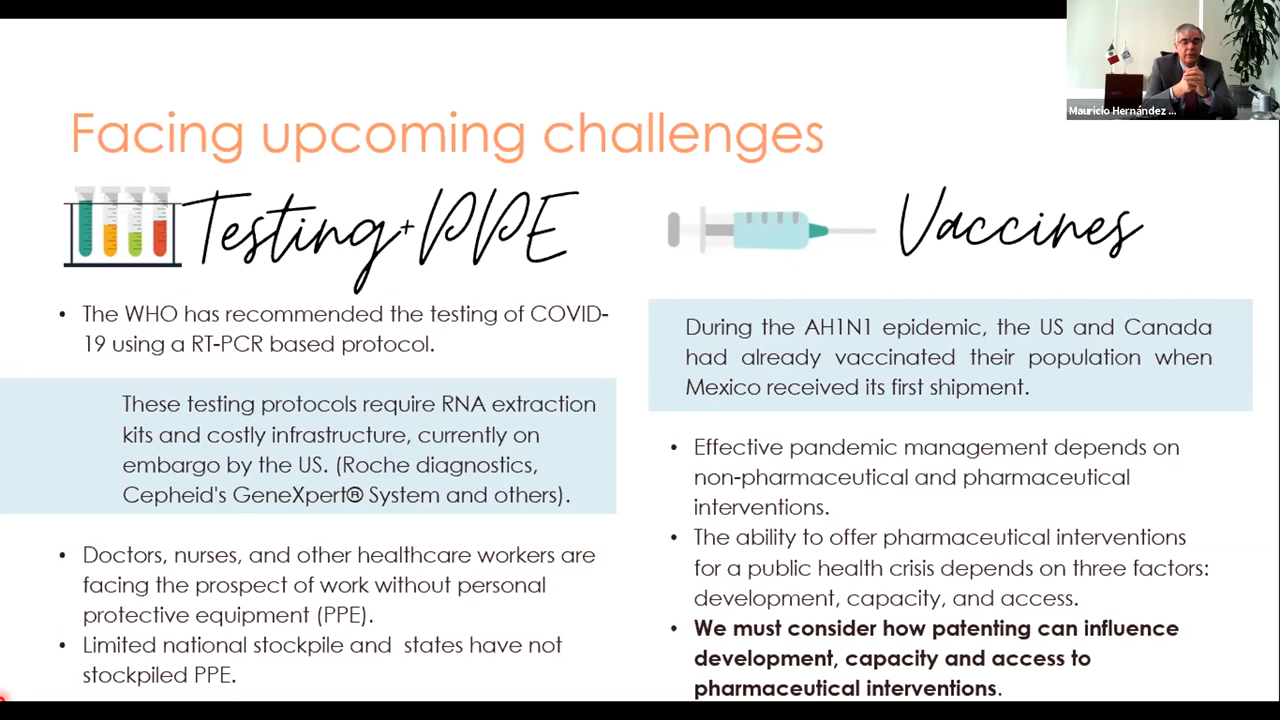 Mauricio Hernández ...
Facing upcoming challenges
Testing+PPE
• The WHO has recommended the testing of COVID-
19 using a RT-PCR based protocol.
These testing protocols require RNA extraction
kits and costly infrastructure, currently on
embargo by the US. (Roche diagnostics,
Cepheid's GeneXpert® System and others).
• Doctors, nurses, and other healthcare workers are
facing the prospect of work without personal
protective equipment (PPE).
• Limited national stockpile and states have not
stockpiled PPE.
Vaccines
During the AH1N1 epidemic, the US and Canada
had already vaccinated their population when
Mexico received its first shipment.
• Effective pandemic management depends on
non-pharmaceutical and pharmaceutical
interventions.
• The ability to offer pharmaceutical interventions
for a public health crisis depends on three factors:
development, capacity, and access.
• We must consider how patenting can influence
development, capacity and access to
pharmaceutical interventions.